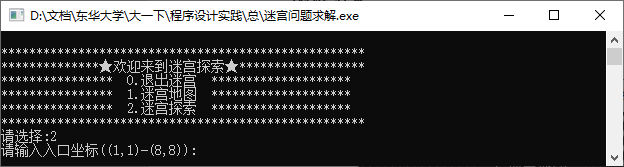 D:\文档\东华大学\大一下\程序设计实践\总\迷宫问题求解.exe
****************************************************
**************★欢迎来到迷宫探索★******************
****************  0.退出迷宫  ********************
****************  1.迷宫地图  ********************
****************  2.迷宫探索  ********************
****************************************************
请选择:2
请输入入口坐标((1,1)-(8,8)):